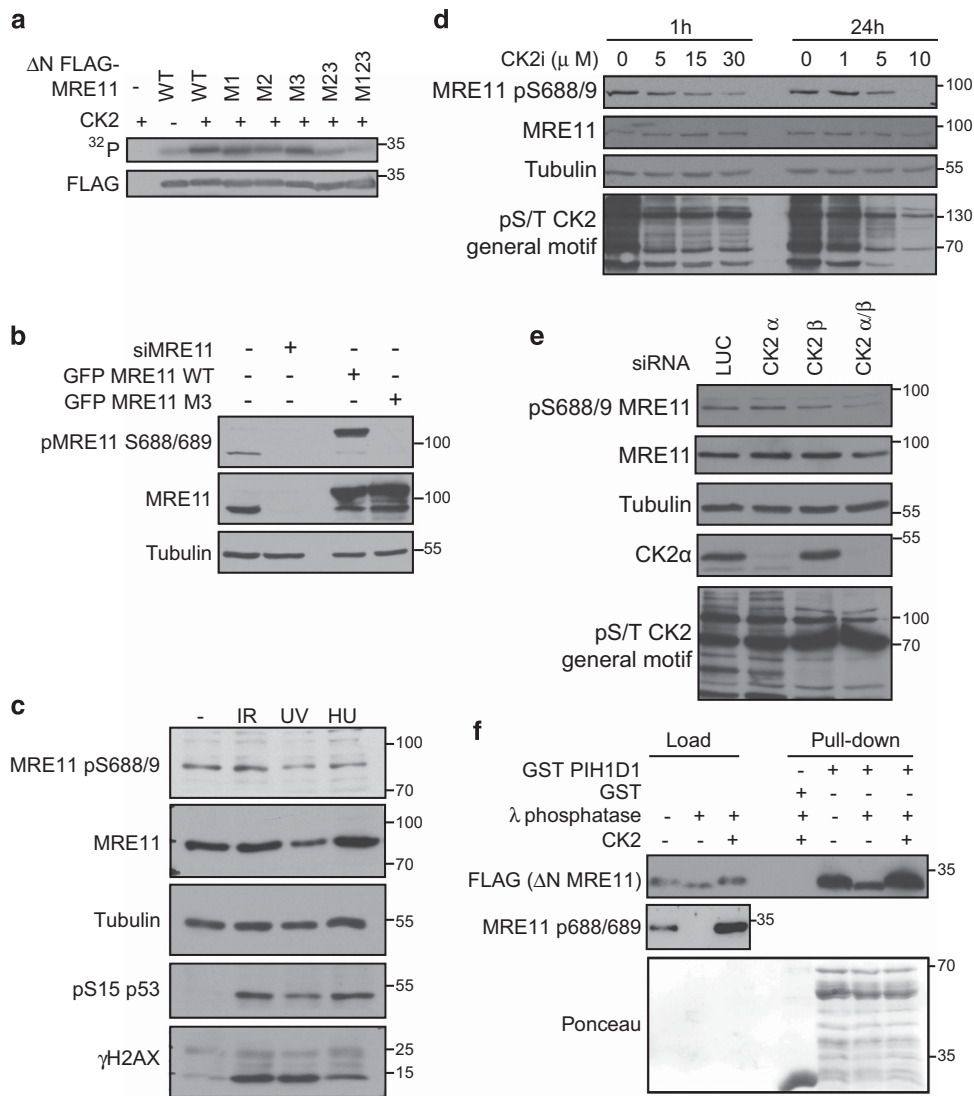 a
ΔN FLAG-
MRE11 - WT WT M1 M2 M3 M23 M123
CK2 + - + + + + + +
32P 35
FLAG 35
b
siMRE11 - + - -
GFP MRE11 WT - - + -
GFP MRE11 M3 - - - +
pMRE11 S688/689 100
MRE11 100
Tubulin 55
c
- IR UV HU
MRE11 pS688/9 100
70
MRE11 100
70
Tubulin 55
pS15 p53 55
γH2AX 25
15
d
1h 24h
CK2i (μ M) 0 5 15 30 0 1 5 10
MRE11 pS688/9 100
MRE11 100
Tubulin 55
pS/T CK2
general motif
130
70
e
siRNA LUC CK2 α CK2 β CK2 α/β
pS688/9 MRE11 100
MRE11 100
Tubulin 55
CK2α 55
pS/T CK2
general motif
100
70
f
Load Pull-down
GST PIH1D1 - + + +
GST + - - -
λ phosphatase - + + + - + +
CK2 - - + + - - +
FLAG (ΔN MRE11) 35
MRE11 p688/689 35
Ponceau 70
35